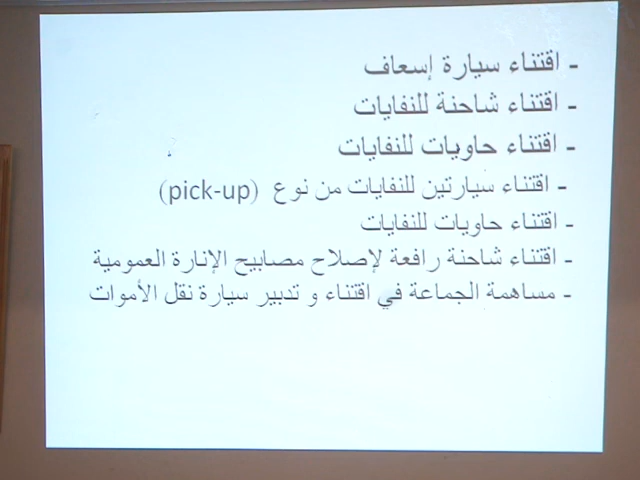 - اقتناء سيارة إسعاف
- اقتناء شاحنة للنفايات
- اقتناء حاويات للنفايات
- اقتناء سيارتين للنفايات من نوع (pick-up)
- اقتناء حاويات للنفايات
- اقتناء شاحنة رافعة لإصلاح مصابيح الإنارة العمومية
- مساهمة الجماعة في اقتناء و تدبير سيارة نقل الأموات